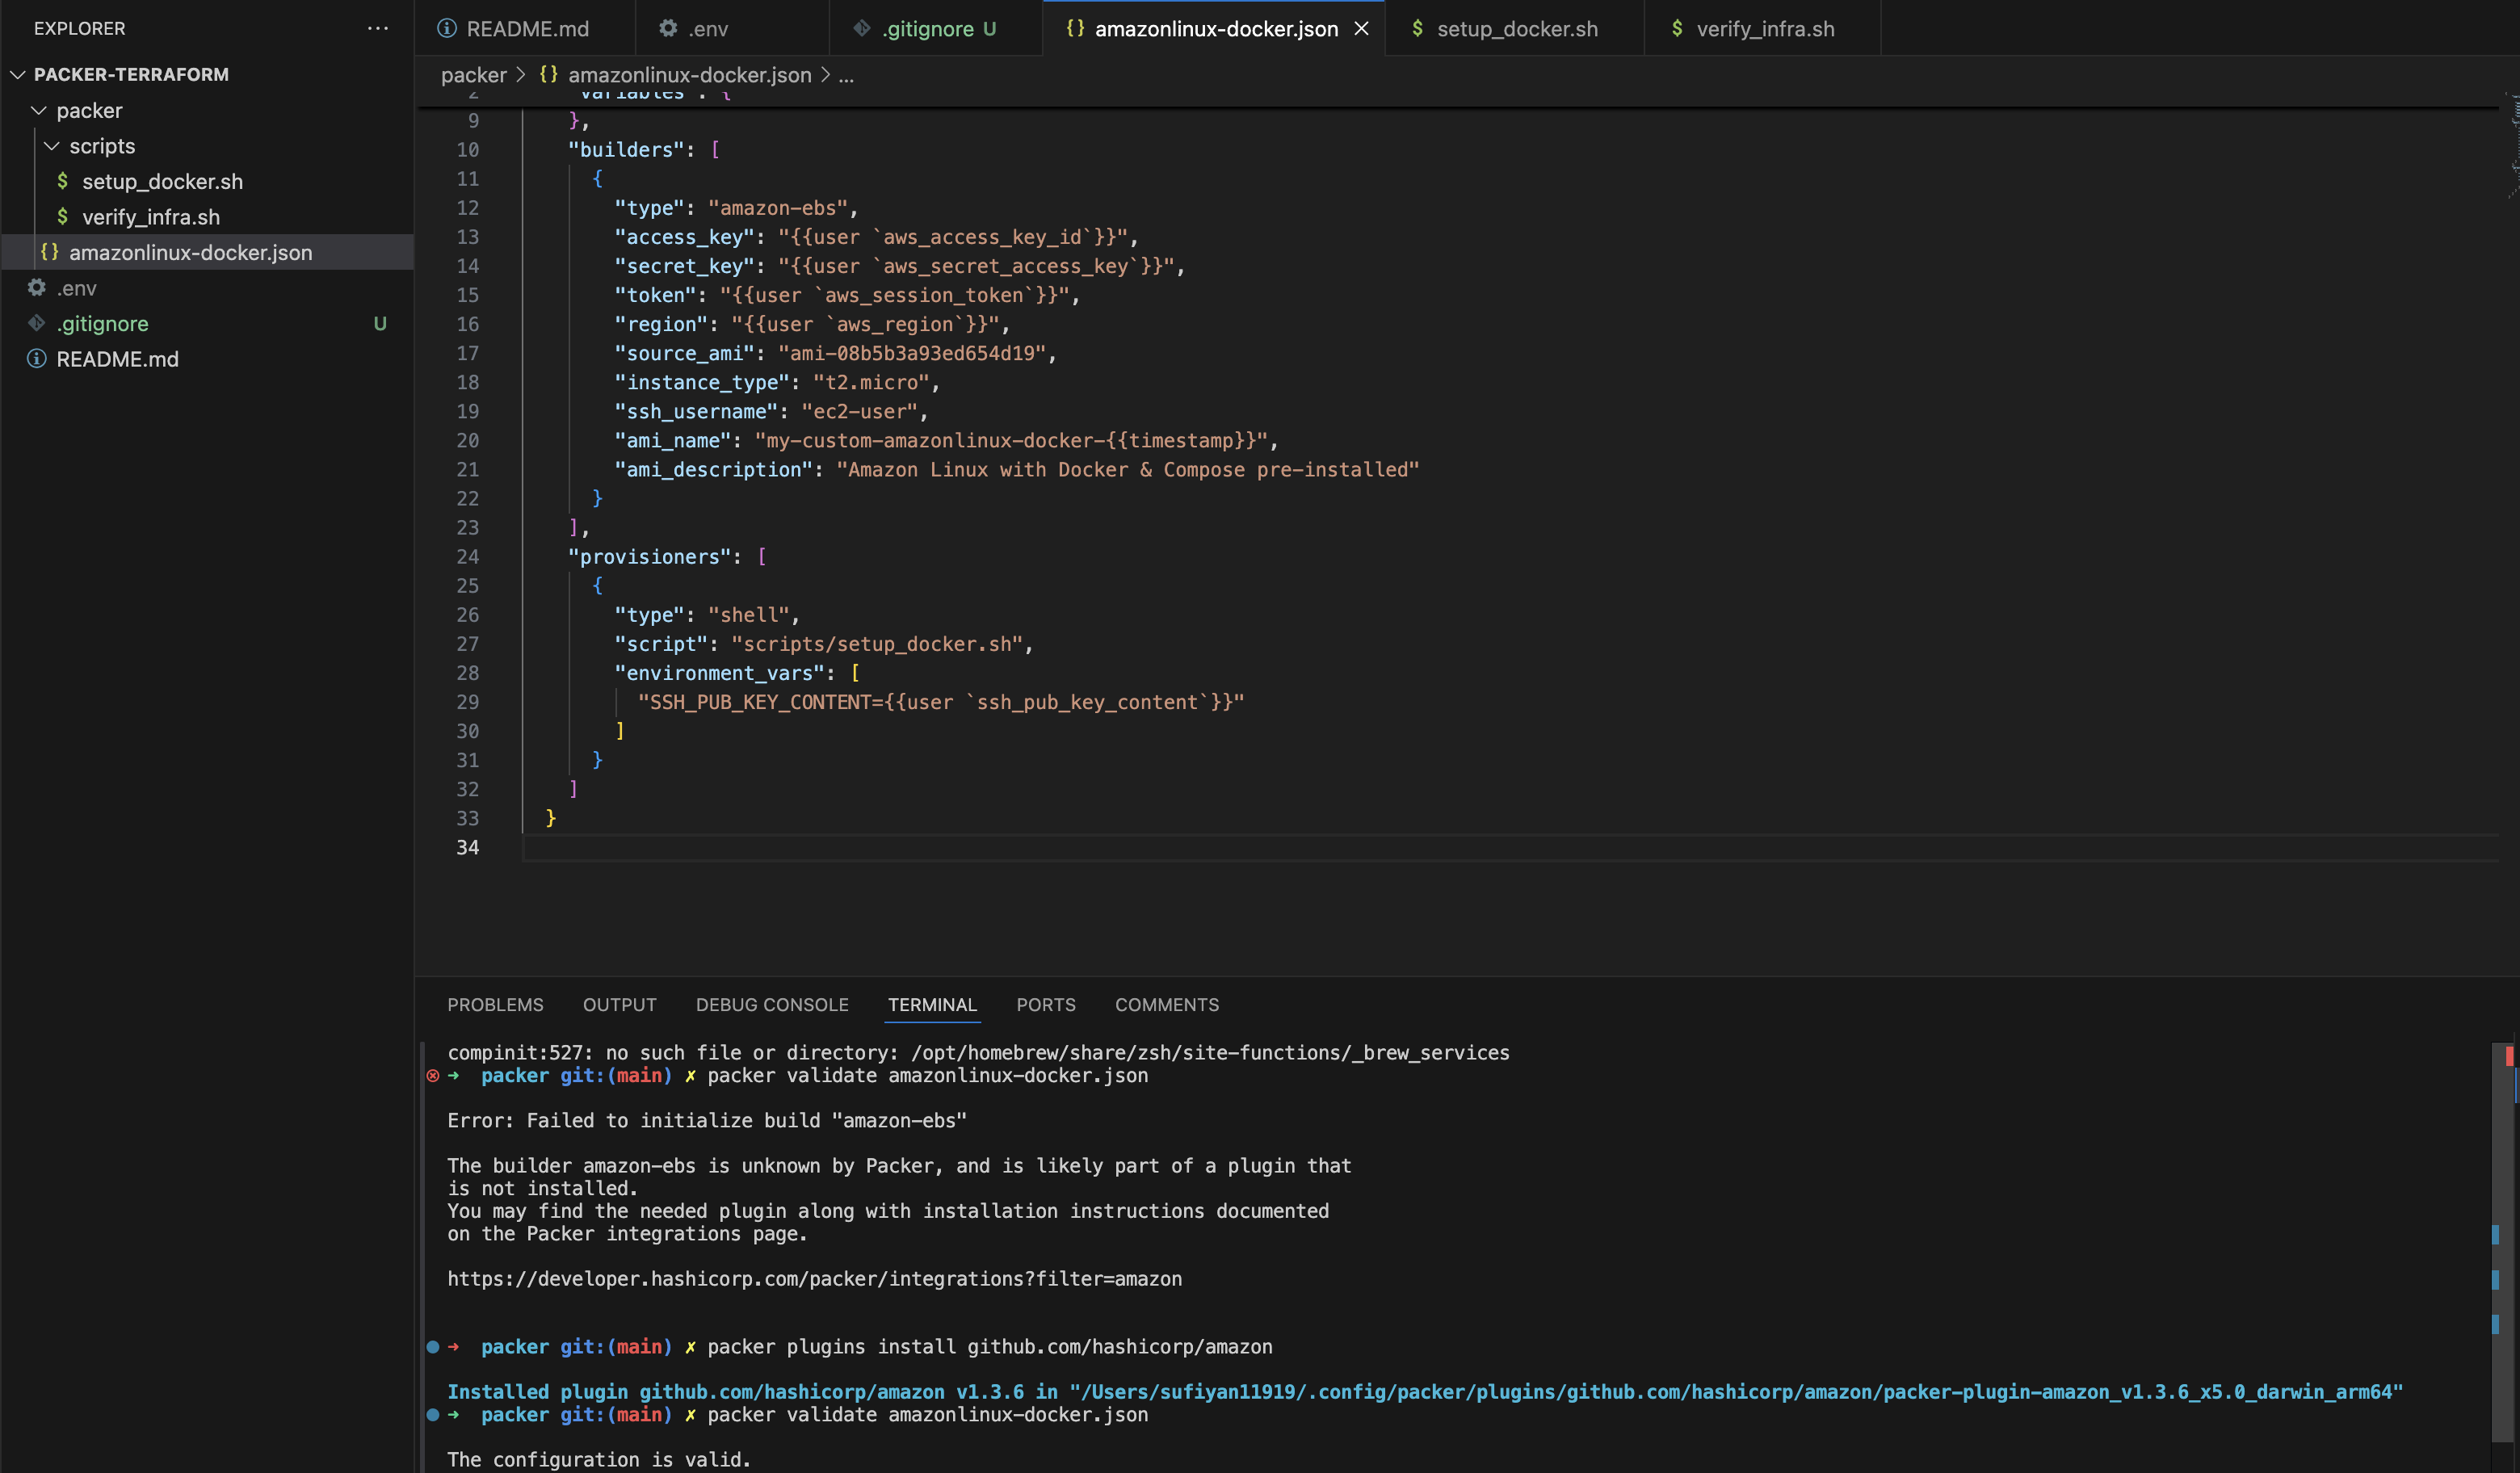 EXPLORER
PACKER-TERRAFORM
packer
scripts
$ setup_docker.sh
$ verify_infra.sh
{} amazonlinux-docker.json
.env
.gitignore U
README.md
README.md .env .gitignore U {} amazonlinux-docker.json $ setup_docker.sh $ verify_infra.sh
packer > {} amazonlinux-docker.json > ...
2 "variables": {
9 },
10 "builders": [
11 {
12 "type": "amazon-ebs",
13 "access_key": "{{user `aws_access_key_id`}}",
14 "secret_key": "{{user `aws_secret_access_key`}}",
15 "token": "{{user `aws_session_token`}}",
16 "region": "{{user `aws_region`}}",
17 "source_ami": "ami-08b5b3a93ed654d19",
18 "instance_type": "t2.micro",
19 "ssh_username": "ec2-user",
20 "ami_name": "my-custom-amazonlinux-docker-{{timestamp}}",
21 "ami_description": "Amazon Linux with Docker & Compose pre-installed"
22 }
23 ],
24 "provisioners": [
25 {
26 "type": "shell",
27 "script": "scripts/setup_docker.sh",
28 "environment_vars": [
29 "SSH_PUB_KEY_CONTENT={{user `ssh_pub_key_content`}}"
30 ]
31 }
32 ]
33 }
34
PROBLEMS OUTPUT DEBUG CONSOLE TERMINAL PORTS COMMENTS
compinit:527: no such file or directory: /opt/homebrew/share/zsh/site-functions/_brew_services
➜ packer git:(main) ✗ packer validate amazonlinux-docker.json
Error: Failed to initialize build "amazon-ebs"
The builder amazon-ebs is unknown by Packer, and is likely part of a plugin that
is not installed.
You may find the needed plugin along with installation instructions documented
on the Packer integrations page.
https://developer.hashicorp.com/packer/integrations?filter=amazon
➜ packer git:(main) ✗ packer plugins install github.com/hashicorp/amazon
Installed plugin github.com/hashicorp/amazon v1.3.6 in "/Users/sufiyan11919/.config/packer/plugins/github.com/hashicorp/amazon/packer-plugin-amazon_v1.3.6_x5.0_darwin_arm64"
➜ packer git:(main) ✗ packer validate amazonlinux-docker.json
The configuration is valid.